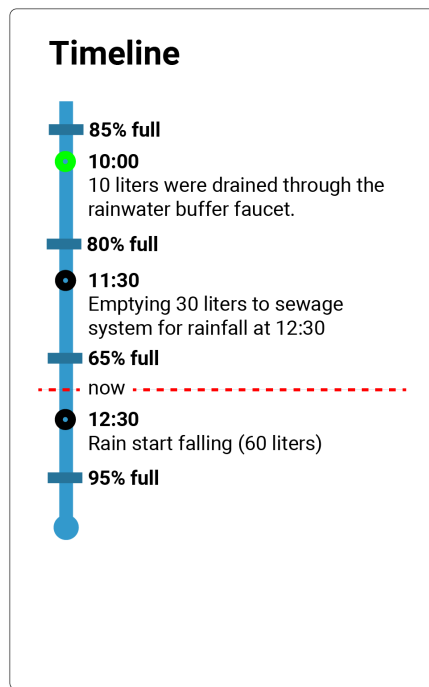 Timeline
85% full
10:00
10 liters were drained through the
rainwater buffer faucet.
80% full
11:30
Emptying 30 liters to sewage
system for rainfall at 12:30
65% full
now
12:30
Rain start falling (60 liters)
95% full